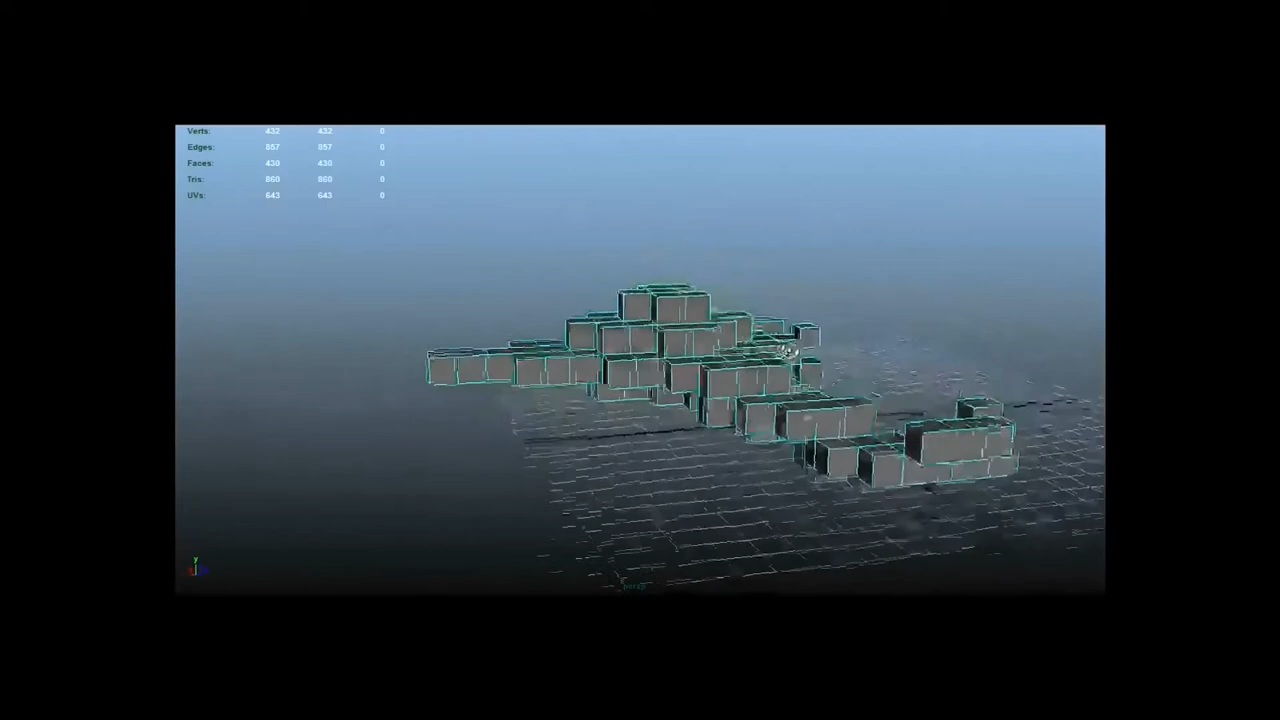 Verts: 432 432 0
Edges: 857 857 0
Faces: 430 430 0
Tris: 860 860 0
UVs: 643 643 0
y
persp